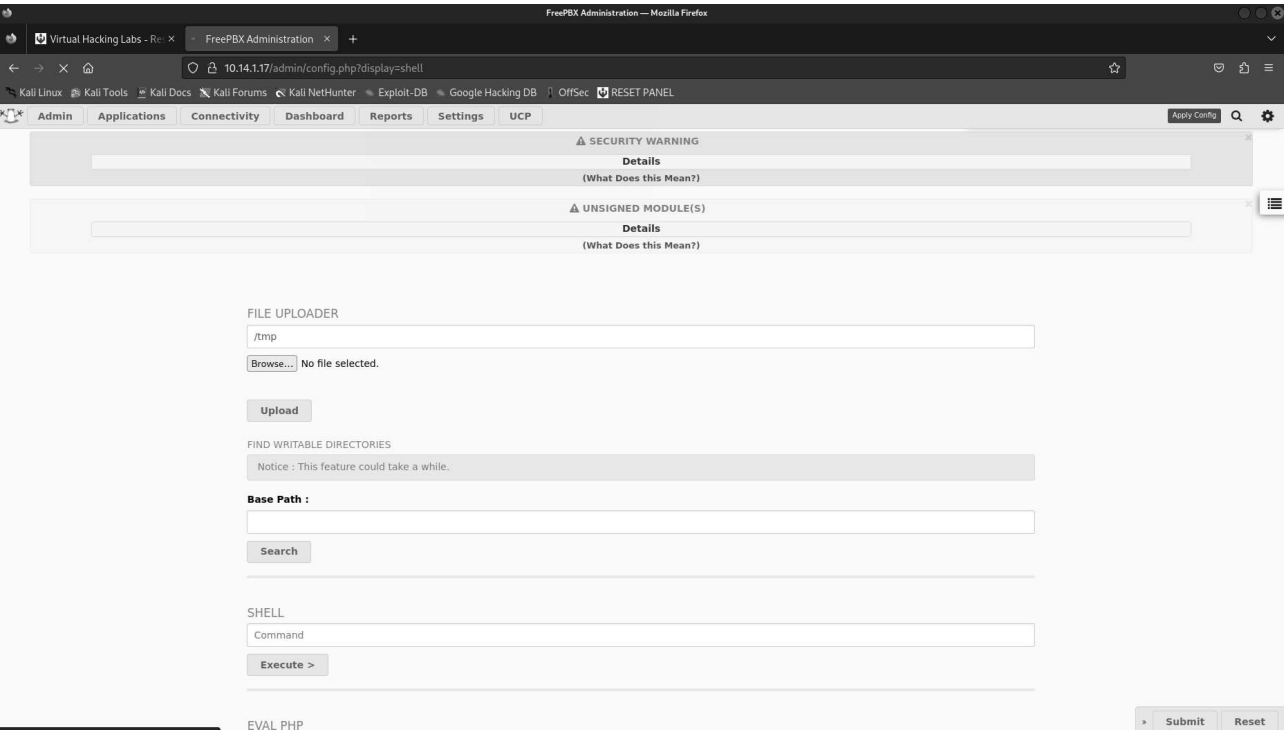 FreePBX Administration — Mozilla Firefox
Virtual Hacking Labs - Re
FreePBX Administration
10.14.1.17/admin/config.php?display=shell
Kali Linux Kali Tools Kali Docs Kali Forums Kali NetHunter Exploit-DB Google Hacking DB OffSec RESET PANEL
Admin Applications Connectivity Dashboard Reports Settings UCP Apply Config
SECURITY WARNING
Details
(What Does this Mean?)
UNSIGNED MODULE(S)
Details
(What Does this Mean?)
FILE UPLOADER
/tmp
Browse... No file selected.
Upload
FIND WRITABLE DIRECTORIES
Notice : This feature could take a while.
Base Path :
Search
SHELL
Command
Execute >
EVAL PHP
Submit Reset